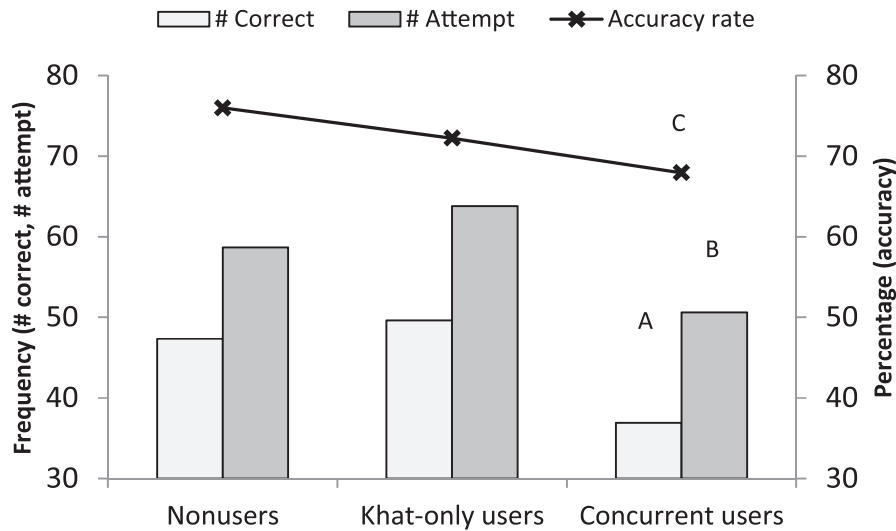 # Correct # Attempt Accuracy rate
Frequency (# correct, # attempt)
80
70
60
50
40
30
80
70
60
50
40
30
Percentage (accuracy)
C
B
A
Nonusers Khat-only users Concurrent users